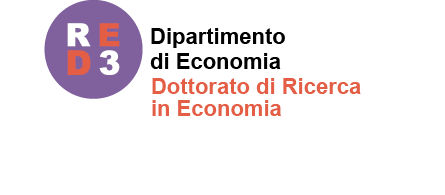 RE
D3
Dipartimento
di Economia
Dottorato di Ricerca
in Economia